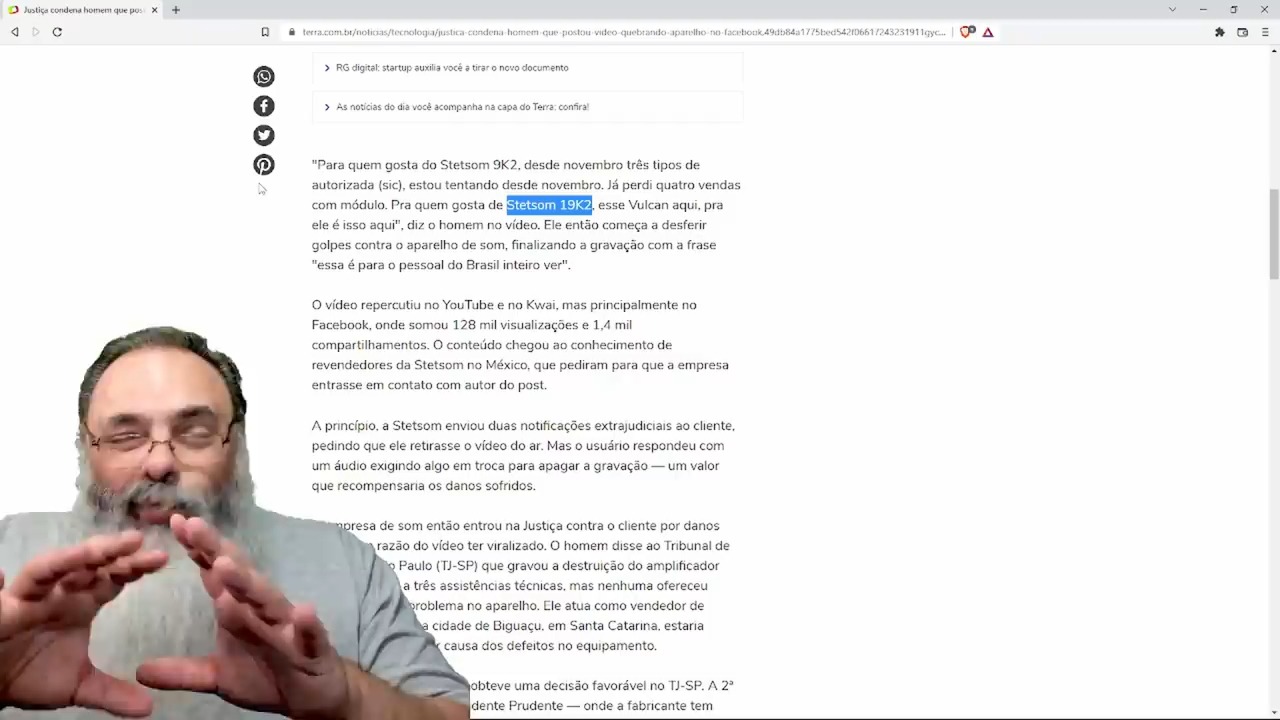 Justiça condena homem que pos
terra.com.br/noticias/tecnologia/justica-condena-homem-que-postou-video-quebrando-aparelho-no-facebook,49db84a1775bed542f06617243231911gyc...
RG digital: startup auxilia você a tirar o novo documento
As notícias do dia você acompanha na capa do Terra: confira!
"Para quem gosta do Stetsom 9K2, desde novembro três tipos de
autorizada (sic), estou tentando desde novembro. Já perdi quatro vendas
com módulo. Pra quem gosta de Stetsom 19K2, esse Vulcan aqui, pra
ele é isso aqui", diz o homem no vídeo. Ele então começa a desferir
golpes contra o aparelho de som, finalizando a gravação com a frase
"essa é para o pessoal do Brasil inteiro ver".
O vídeo repercutiu no YouTube e no Kwai, mas principalmente no
Facebook, onde somou 128 mil visualizações e 1,4 mil
compartilhamentos. O conteúdo chegou ao conhecimento de
revendedores da Stetsom no México, que pediram para que a empresa
entrasse em contato com autor do post.
A princípio, a Stetsom enviou duas notificações extrajudiciais ao cliente,
pedindo que ele retirasse o vídeo do ar. Mas o usuário respondeu com
um áudio exigindo algo em troca para apagar a gravação — um valor
que recompensaria os danos sofridos.
mpresa de som então entrou na Justiça contra o cliente por danos
razão do vídeo ter viralizado. O homem disse ao Tribunal de
o Paulo (TJ-SP) que gravou a destruição do amplificador
a três assistências técnicas, mas nenhuma ofereceu
problema no aparelho. Ele atua como vendedor de
a cidade de Biguaçu, em Santa Catarina, estaria
r causa dos defeitos no equipamento.
obteve uma decisão favorável no TJ-SP. A 2ª
dente Prudente — onde a fabricante tem